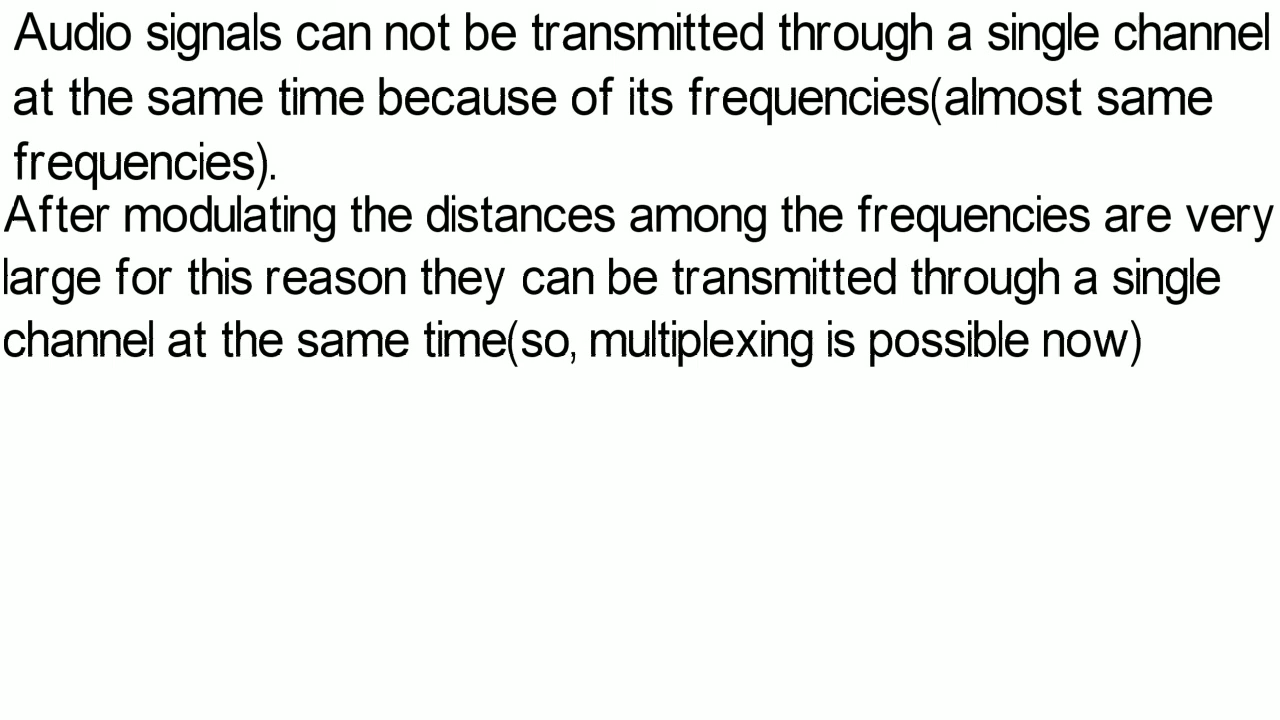 Audio signals can not be transmitted through a single channel
at the same time because of its frequencies(almost same
frequencies).
After modulating the distances among the frequencies are very
large for this reason they can be transmitted through a single
channel at the same time(so, multiplexing is possible now)